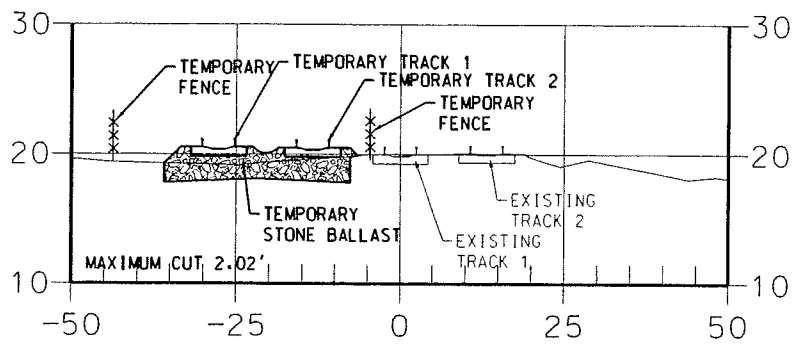 30
30
TEMPORARY
FENCE
TEMPORARY TRACK 1
TEMPORARY TRACK 2
TEMPORARY
FENCE
20
20
TEMPORARY
STONE BALLAST
EXISTING
TRACK 2
EXISTING
TRACK 1
MAXIMUM CUT 2.02'
10
10
-50
-25
0
25
50